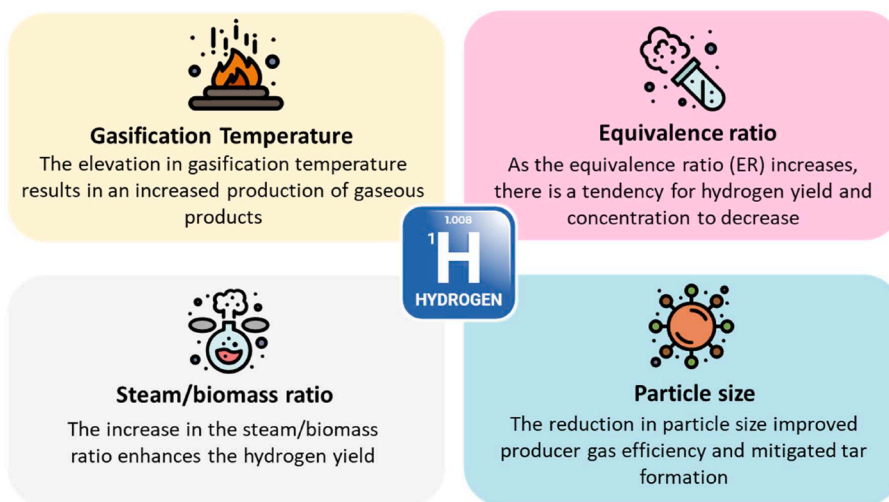 Gasification Temperature
The elevation in gasification temperature
results in an increased production of gaseous
products
Equivalence ratio
As the equivalence ratio (ER) increases,
there is a tendency for hydrogen yield and
concentration to decrease
1.008
1
H
HYDROGEN
Steam/biomass ratio
The increase in the steam/biomass
ratio enhances the hydrogen yield
Particle size
The reduction in particle size improved
producer gas efficiency and mitigated tar
formation